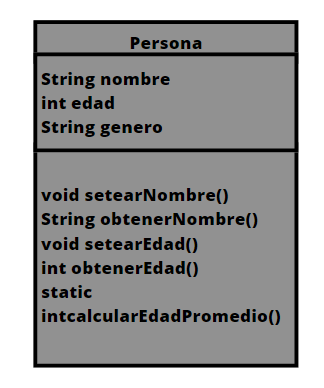 Persona
String nombre
int edad
String genero
void setearNombre()
String obtenerNombre()
void setearEdad()
int obtenerEdad()
static
intcalcularEdadPromedio()